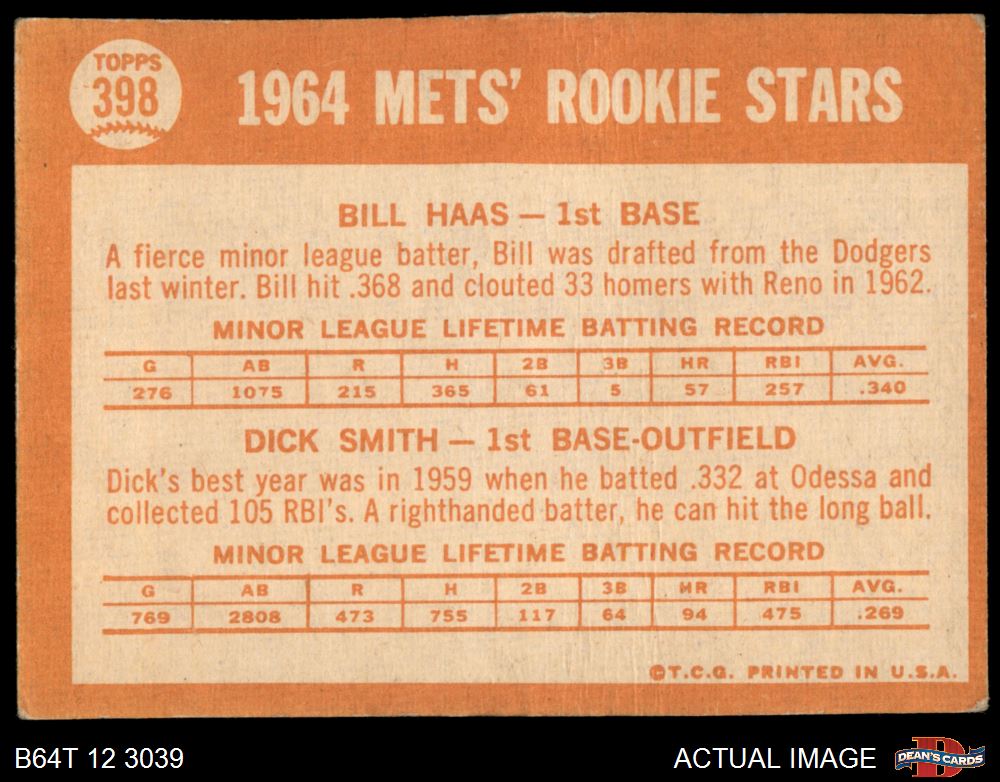 TOPPS
398
1964 METS' ROOKIE STARS
BILL HAAS — 1st BASE
A fierce minor league batter, Bill was drafted from the Dodgers
last winter. Bill hit .368 and clouted 33 homers with Reno in 1962.
MINOR LEAGUE LIFETIME BATTING RECORD
G AB R H 2B 3B HR RBI AVG.
276 1075 215 365 61 5 57 257 .340
DICK SMITH — 1st BASE-OUTFIELD
Dick's best year was in 1959 when he batted .332 at Odessa and
collected 105 RBI's. A righthanded batter, he can hit the long ball.
MINOR LEAGUE LIFETIME BATTING RECORD
G AB R H 2B 3B HR RBI AVG.
769 2808 473 755 117 64 94 475 .269
©T.C.G. PRINTED IN U.S.A.
B64T 12 3039
ACTUAL IMAGE
D
DEAN'S CARDS